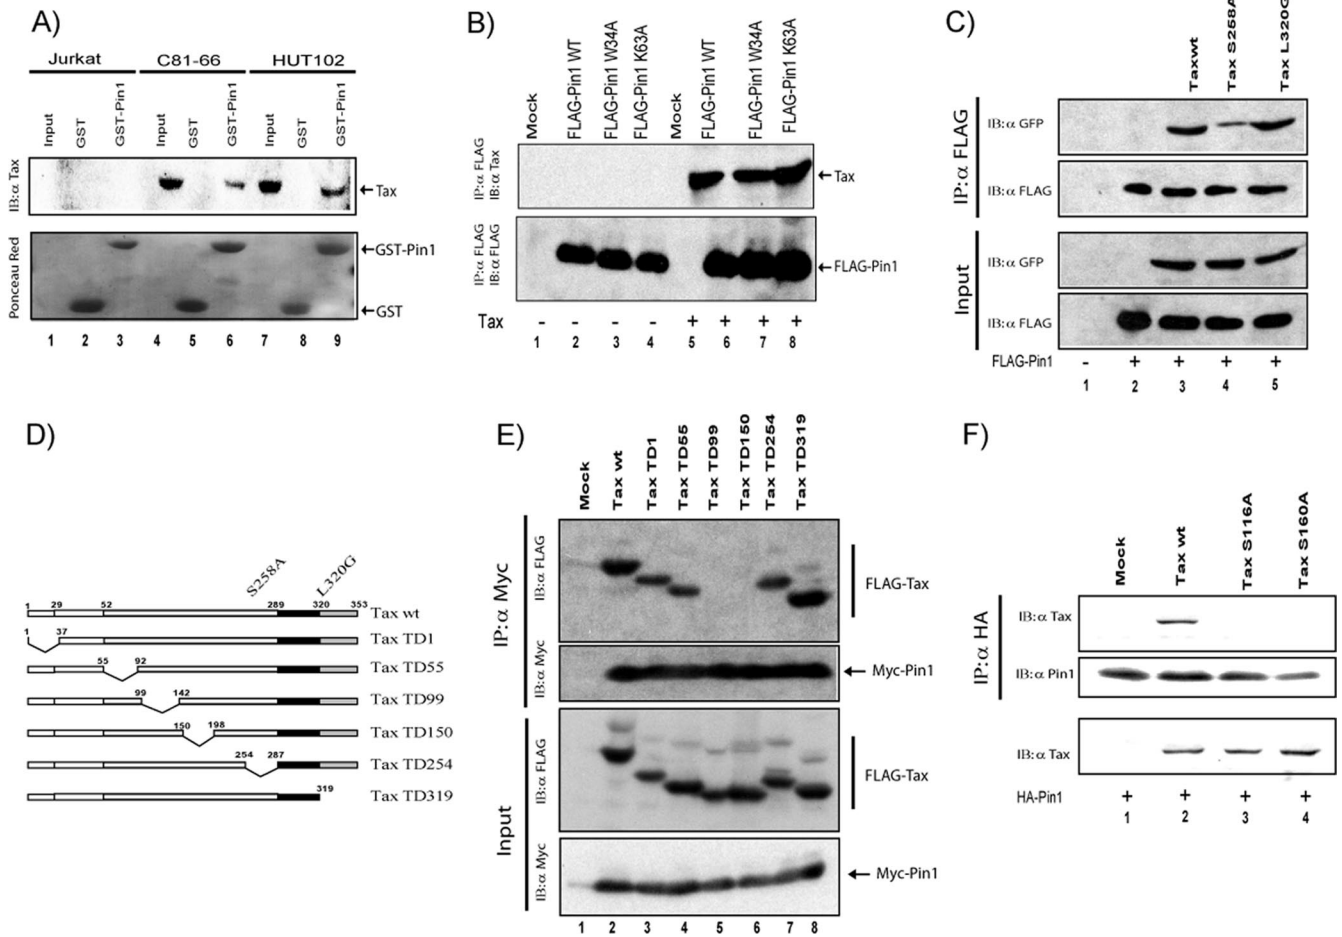 A)
Jurkat C81-66 HUT102
Input GST GST-Pin1 Input GST GST-Pin1 Input GST GST-Pin1
IB:α Tax
←Tax
Ponceau Red
←GST-Pin1
←GST
1 2 3 4 5 6 7 8 9
B)
Mock FLAG-Pin1 WT FLAG-Pin1 W34A FLAG-Pin1 K63A Mock FLAG-Pin1 WT FLAG-Pin1 W34A FLAG-Pin1 K63A
IP:α FLAG
IB:α Tax
←Tax
IP:α FLAG
IB:α FLAG
←FLAG-Pin1
Tax - - - - + + + +
1 2 3 4 5 6 7 8
C)
Taxwt Tax S258A Tax L320G
IP:α FLAG
IB:α GFP
IB:α FLAG
Input
IB:α GFP
IB:α FLAG
FLAG-Pin1 - + + + +
1 2 3 4 5
D)
S258A L320G
1 29 52 289 320 353
Tax wt
1 37
Tax TD1
55 92
Tax TD55
99 142
Tax TD99
150 198
Tax TD150
254 287
Tax TD254
319
Tax TD319
E)
Mock Tax wt Tax TD1 Tax TD55 Tax TD99 Tax TD150 Tax TD254 Tax TD319
IP:α Myc
IB:α FLAG
FLAG-Tax
IB:α Myc
← Myc-Pin1
Input
IB:α FLAG
FLAG-Tax
IB:α Myc
← Myc-Pin1
1 2 3 4 5 6 7 8
F)
Mock Tax wt Tax S116A Tax S160A
IP:α HA
IB:α Tax
IB:α Pin1
IB:α Tax
HA-Pin1 + + + +
1 2 3 4